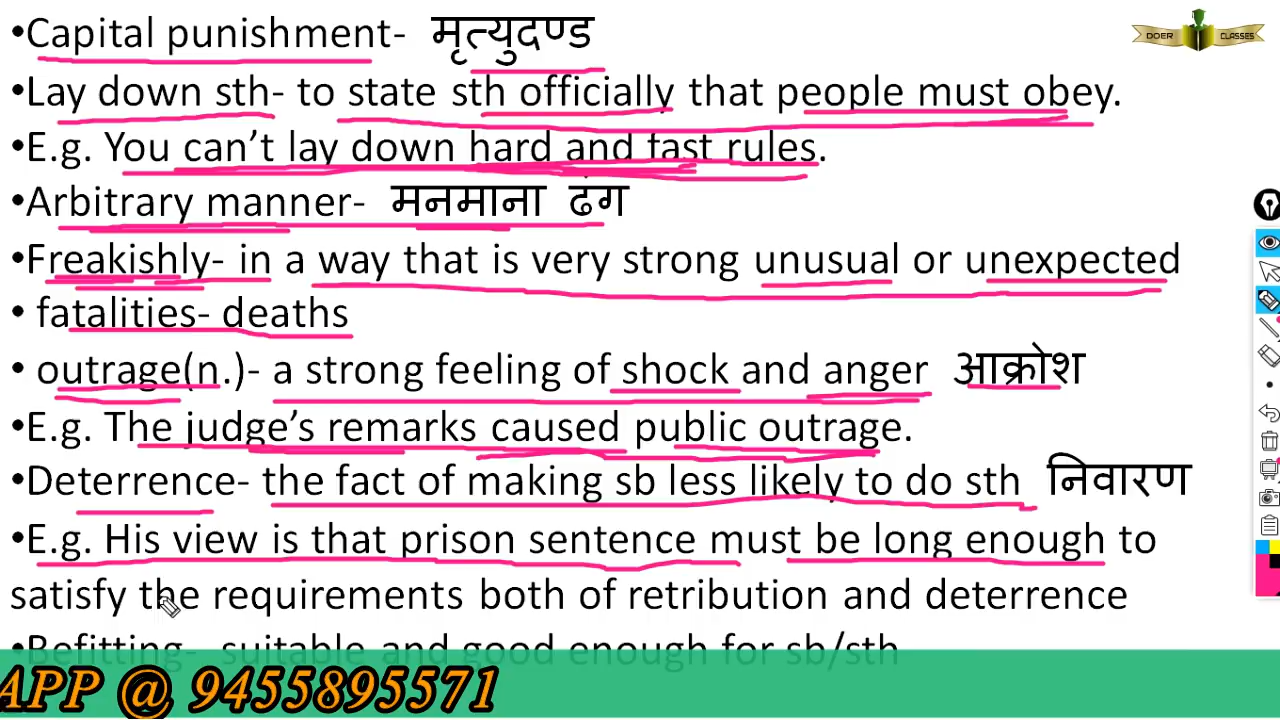 •Capital punishment- मृत्युदण्ड
DOER CLASSES
•Lay down sth- to state sth officially that people must obey.
•E.g. You can't lay down hard and fast rules.
•Arbitrary manner- मनमाना ढंग
•Freakishly- in a way that is very strong unusual or unexpected
• fatalities- deaths
• outrage(n.)- a strong feeling of shock and anger आक्रोश
•E.g. The judge's remarks caused public outrage.
•Deterrence- the fact of making sb less likely to do sth निवारण
•E.g. His view is that prison sentence must be long enough to
satisfy the requirements both of retribution and deterrence
•Befitting- suitable and good enough for sb/sth
APP @ 9455895571